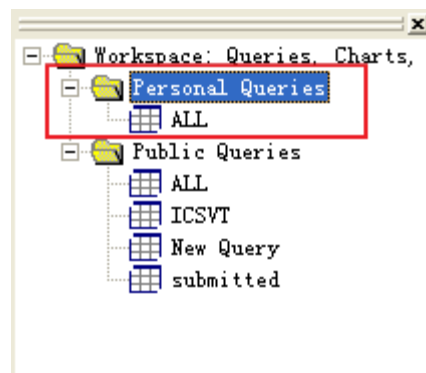 Workspace: Queries, Charts,
Personal Queries
ALL
Public Queries
ALL
ICSVT
New Query
submitted